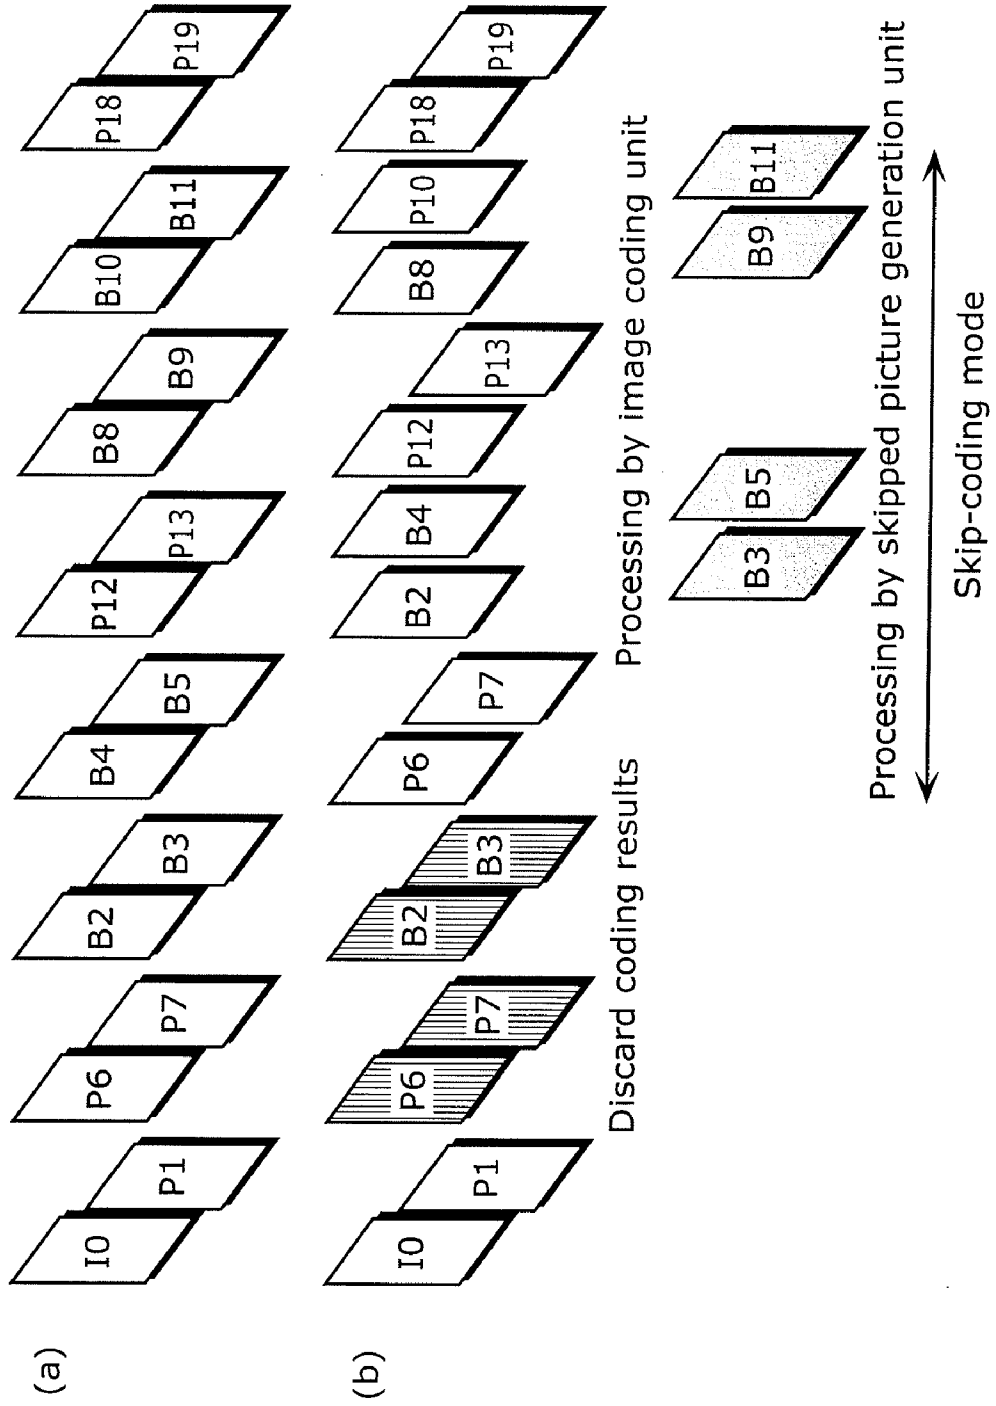 (a)
I0 P1 P6 P7 B2 B3 B4 B5 P12 P13 B8 B9 B10 B11 P18 P19
(b)
I0 P1 P6 P7 B2 B3 P6 P7 B2 B4 P12 P13 B8 P10 P18 P19
Discard coding results
Processing by image coding unit
B3 B5 B9 B11
Processing by skipped picture generation unit
Skip-coding mode